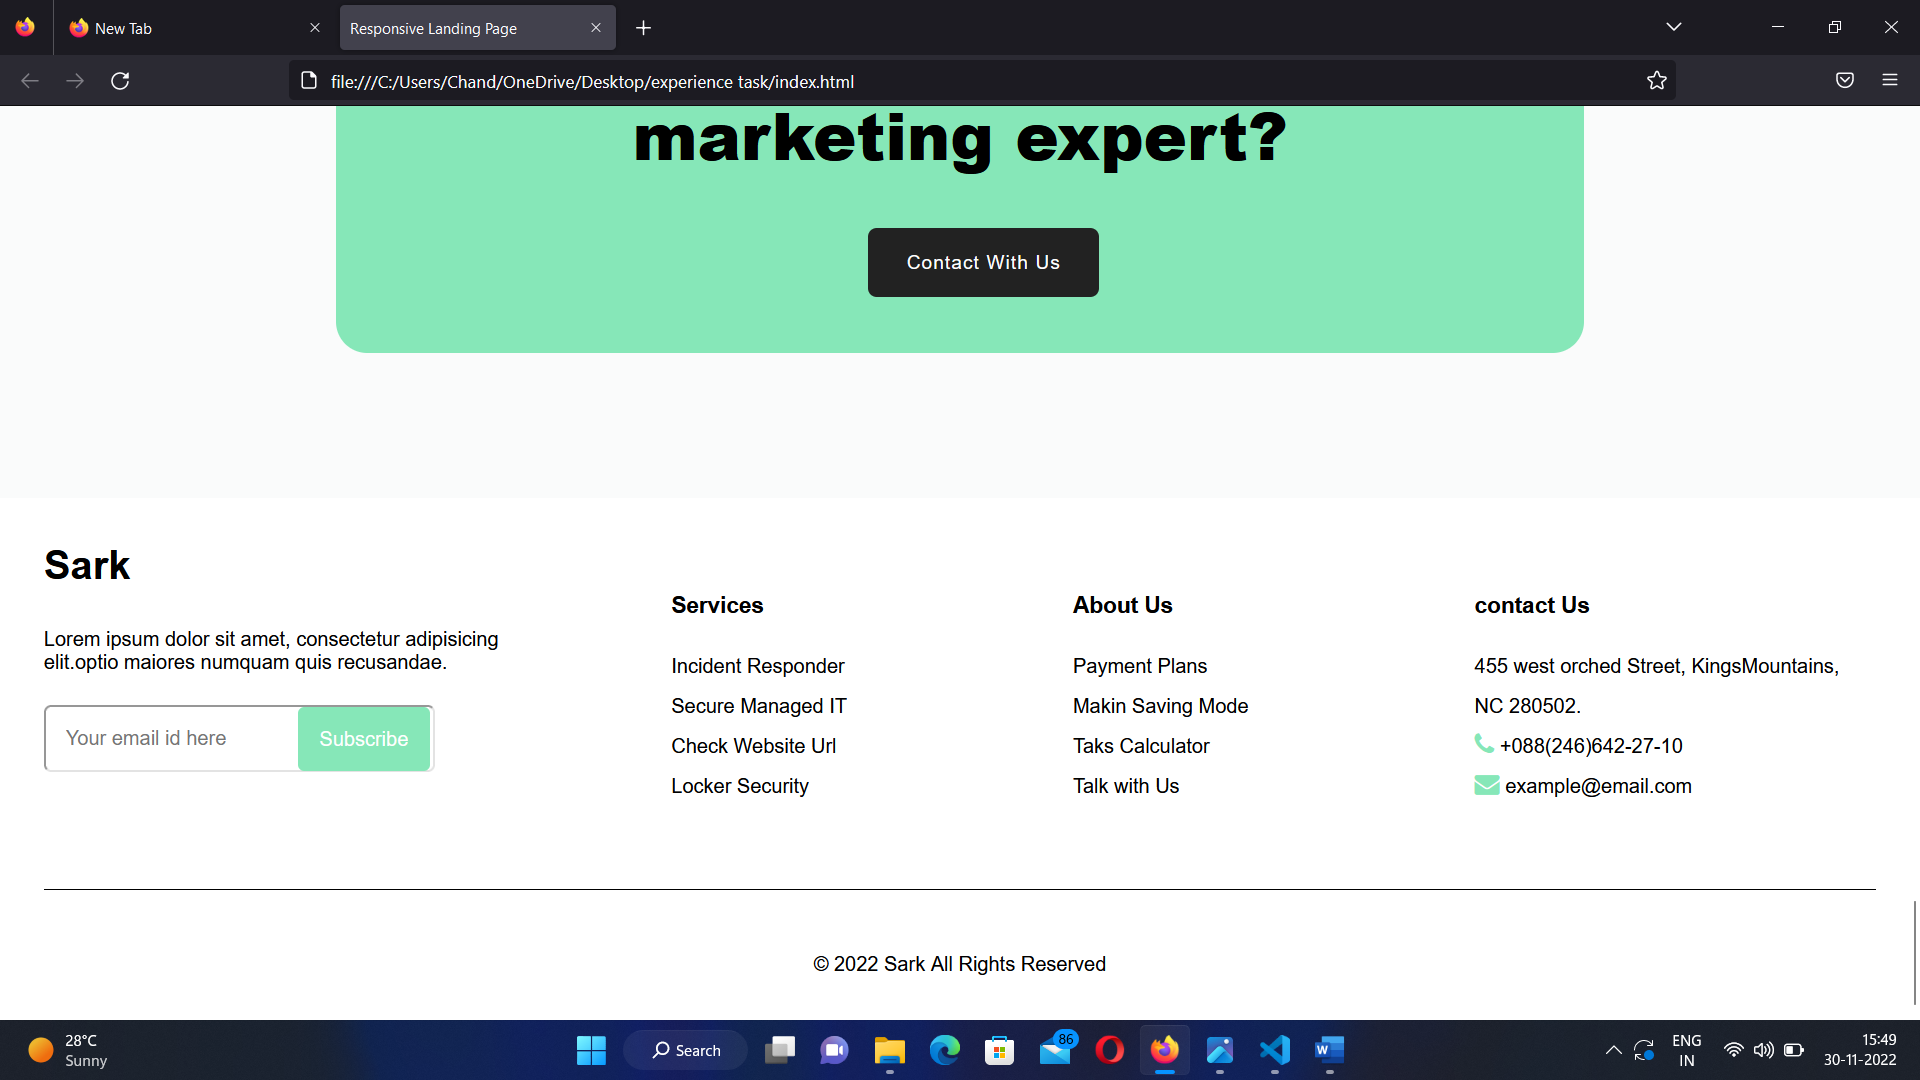 New Tab
Responsive Landing Page
file:///C:/Users/Chand/OneDrive/Desktop/experience task/index.html
marketing expert?
Contact With Us
Sark
Lorem ipsum dolor sit amet, consectetur adipisicing
elit.optio maiores numquam quis recusandae.
Your email id here
Subscribe
Services
Incident Responder
Secure Managed IT
Check Website Url
Locker Security
About Us
Payment Plans
Makin Saving Mode
Taks Calculator
Talk with Us
contact Us
455 west orched Street, KingsMountains,
NC 280502.
+088(246)642-27-10
example@email.com
© 2022 Sark All Rights Reserved
28°C
Sunny
Search
86
W
ENG
IN
15:49
30-11-2022